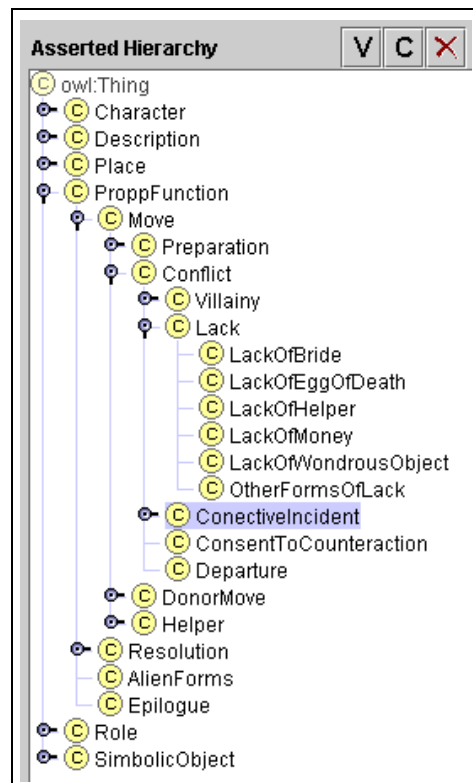 Asserted Hierarchy V C
C owl:Thing
C Character
C Description
C Place
C ProppFunction
C Move
C Preparation
C Conflict
C Villainy
C Lack
C LackOfBride
C LackOfEggOfDeath
C LackOfHelper
C LackOfMoney
C LackOfWondrousObject
C OtherFormsOfLack
C ConectiveIncident
C ConsentToCounteraction
C Departure
C DonorMove
C Helper
C Resolution
C AlienForms
C Epilogue
C Role
C SimbolicObject